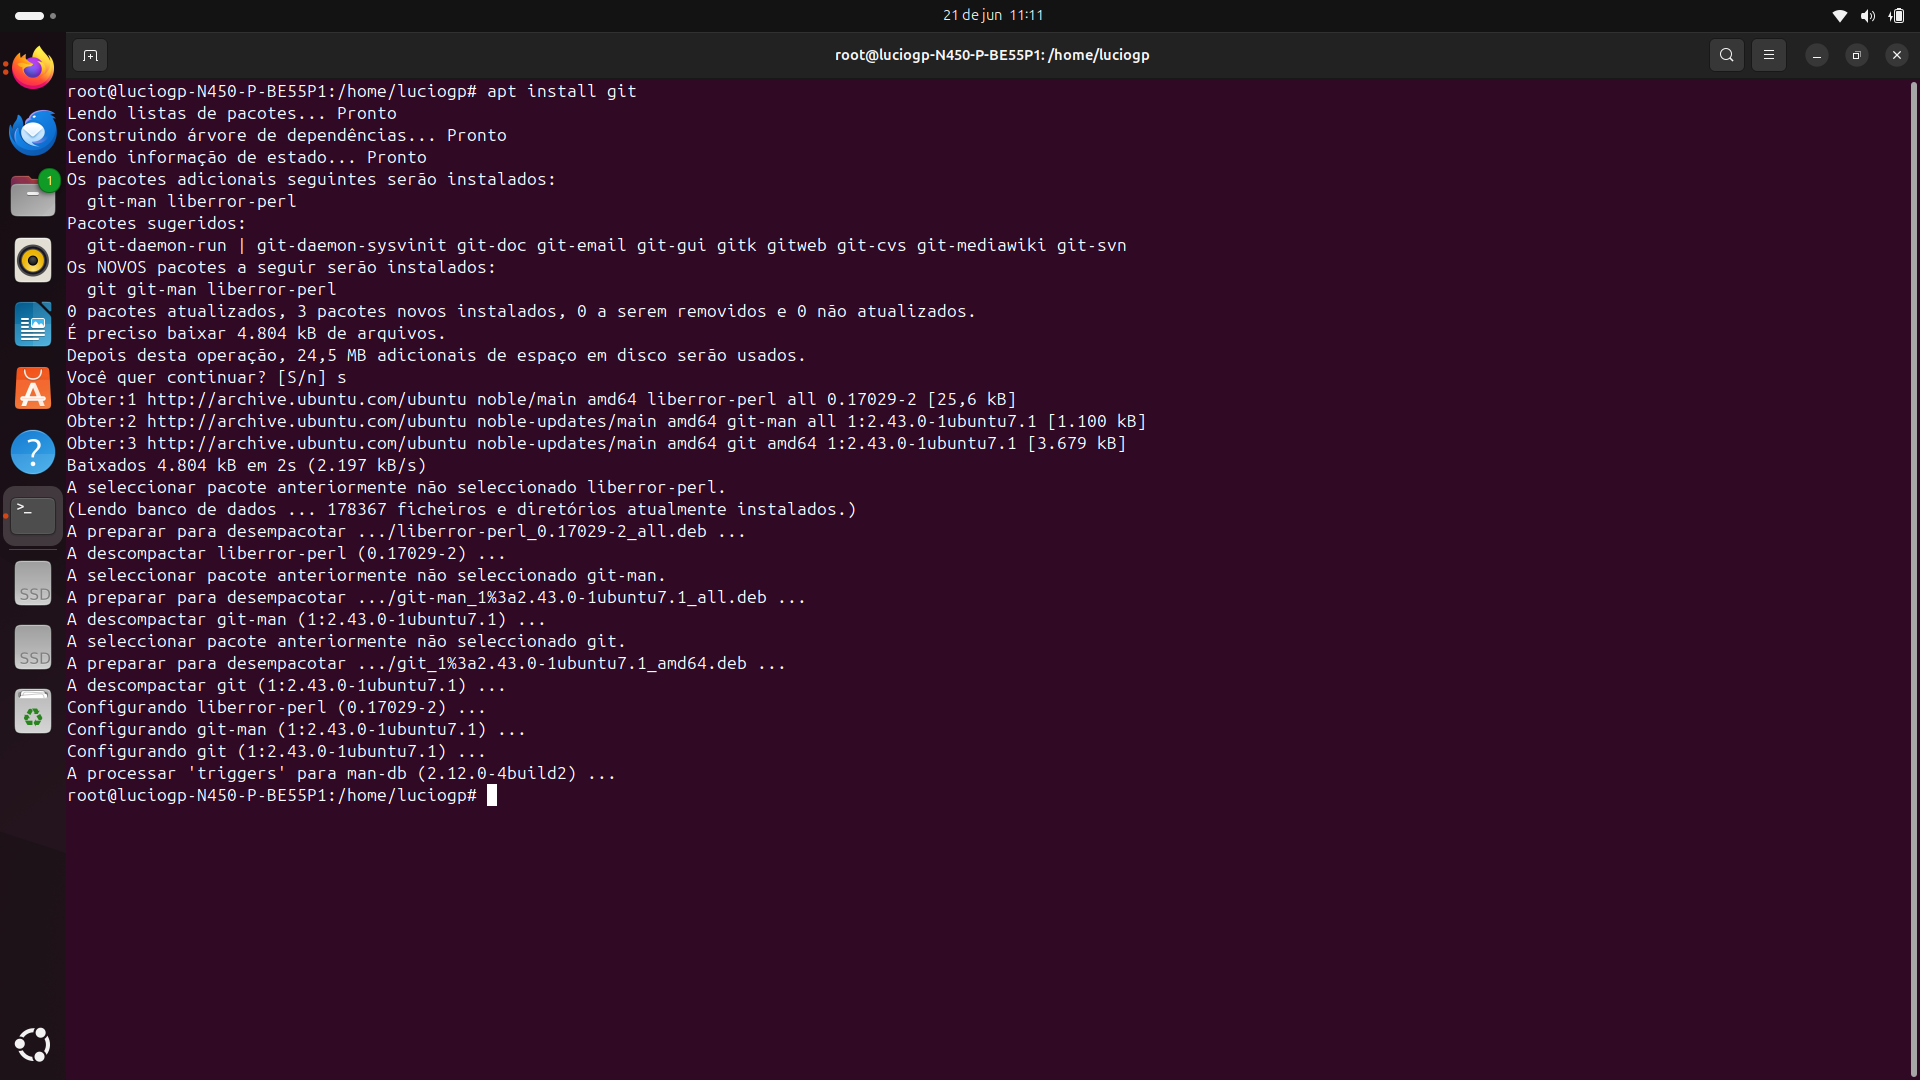 21 de jun 11:11
root@luciogp-N450-P-BE55P1: /home/luciogp
root@luciogp-N450-P-BE55P1:/home/luciogp# apt install git
Lendo listas de pacotes... Pronto
Construindo árvore de dependências... Pronto
Lendo informação de estado... Pronto
Os pacotes adicionais seguintes serão instalados:
  git-man liberror-perl
Pacotes sugeridos:
  git-daemon-run | git-daemon-sysvinit git-doc git-email git-gui gitk gitweb git-cvs git-mediawiki git-svn
Os NOVOS pacotes a seguir serão instalados:
  git git-man liberror-perl
0 pacotes atualizados, 3 pacotes novos instalados, 0 a serem removidos e 0 não atualizados.
É preciso baixar 4.804 kB de arquivos.
Depois desta operação, 24,5 MB adicionais de espaço em disco serão usados.
Você quer continuar? [S/n] s
Obter:1 http://archive.ubuntu.com/ubuntu noble/main amd64 liberror-perl all 0.17029-2 [25,6 kB]
Obter:2 http://archive.ubuntu.com/ubuntu noble-updates/main amd64 git-man all 1:2.43.0-1ubuntu7.1 [1.100 kB]
Obter:3 http://archive.ubuntu.com/ubuntu noble-updates/main amd64 git amd64 1:2.43.0-1ubuntu7.1 [3.679 kB]
Baixados 4.804 kB em 2s (2.197 kB/s)
A seleccionar pacote anteriormente não seleccionado liberror-perl.
(Lendo banco de dados ... 178367 ficheiros e diretórios atualmente instalados.)
A preparar para desempacotar .../liberror-perl_0.17029-2_all.deb ...
A descompactar liberror-perl (0.17029-2) ...
A seleccionar pacote anteriormente não seleccionado git-man.
A preparar para desempacotar .../git-man_1%3a2.43.0-1ubuntu7.1_all.deb ...
A descompactar git-man (1:2.43.0-1ubuntu7.1) ...
A seleccionar pacote anteriormente não seleccionado git.
A preparar para desempacotar .../git_1%3a2.43.0-1ubuntu7.1_amd64.deb ...
A descompactar git (1:2.43.0-1ubuntu7.1) ...
Configurando liberror-perl (0.17029-2) ...
Configurando git-man (1:2.43.0-1ubuntu7.1) ...
Configurando git (1:2.43.0-1ubuntu7.1) ...
A processar 'triggers' para man-db (2.12.0-4build2) ...
root@luciogp-N450-P-BE55P1:/home/luciogp#
1
?
>_
SSD
SSD